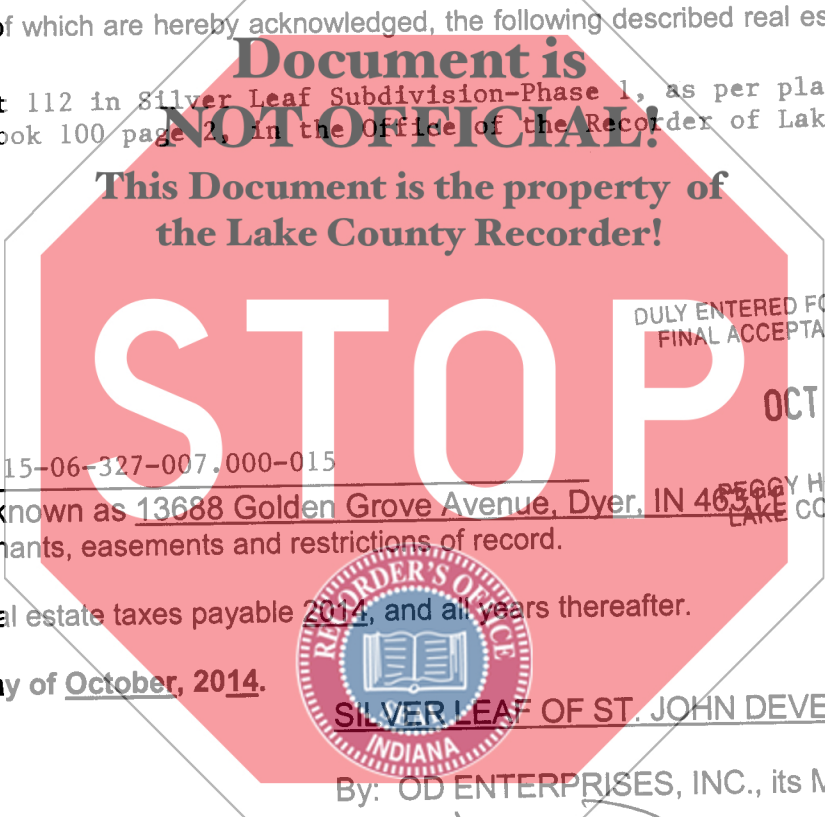 of which are hereby acknowledged, the following described real es
Document is
t 112 in Silver Leaf Subdivision-Phase 1, as per pla
NOT OFFICIAL!
ook 100 page 2, in the Office of the Recorder of Lak
This Document is the property of
the Lake County Recorder!
STOP
DULY ENTERED FO
FINAL ACCEPTA
OCT
15-06-327-007.000-015
known as 13688 Golden Grove Avenue, Dyer, IN
PEGGY H
LAKE CO
nants, easements and restrictions of record.
RECORDER'S OFFICE
al estate taxes payable 2014, and all years thereafter.
ay of October, 2014.
SILVER LEAF OF ST. JOHN DEVE
INDIANA
By: OD ENTERPRISES, INC., its M